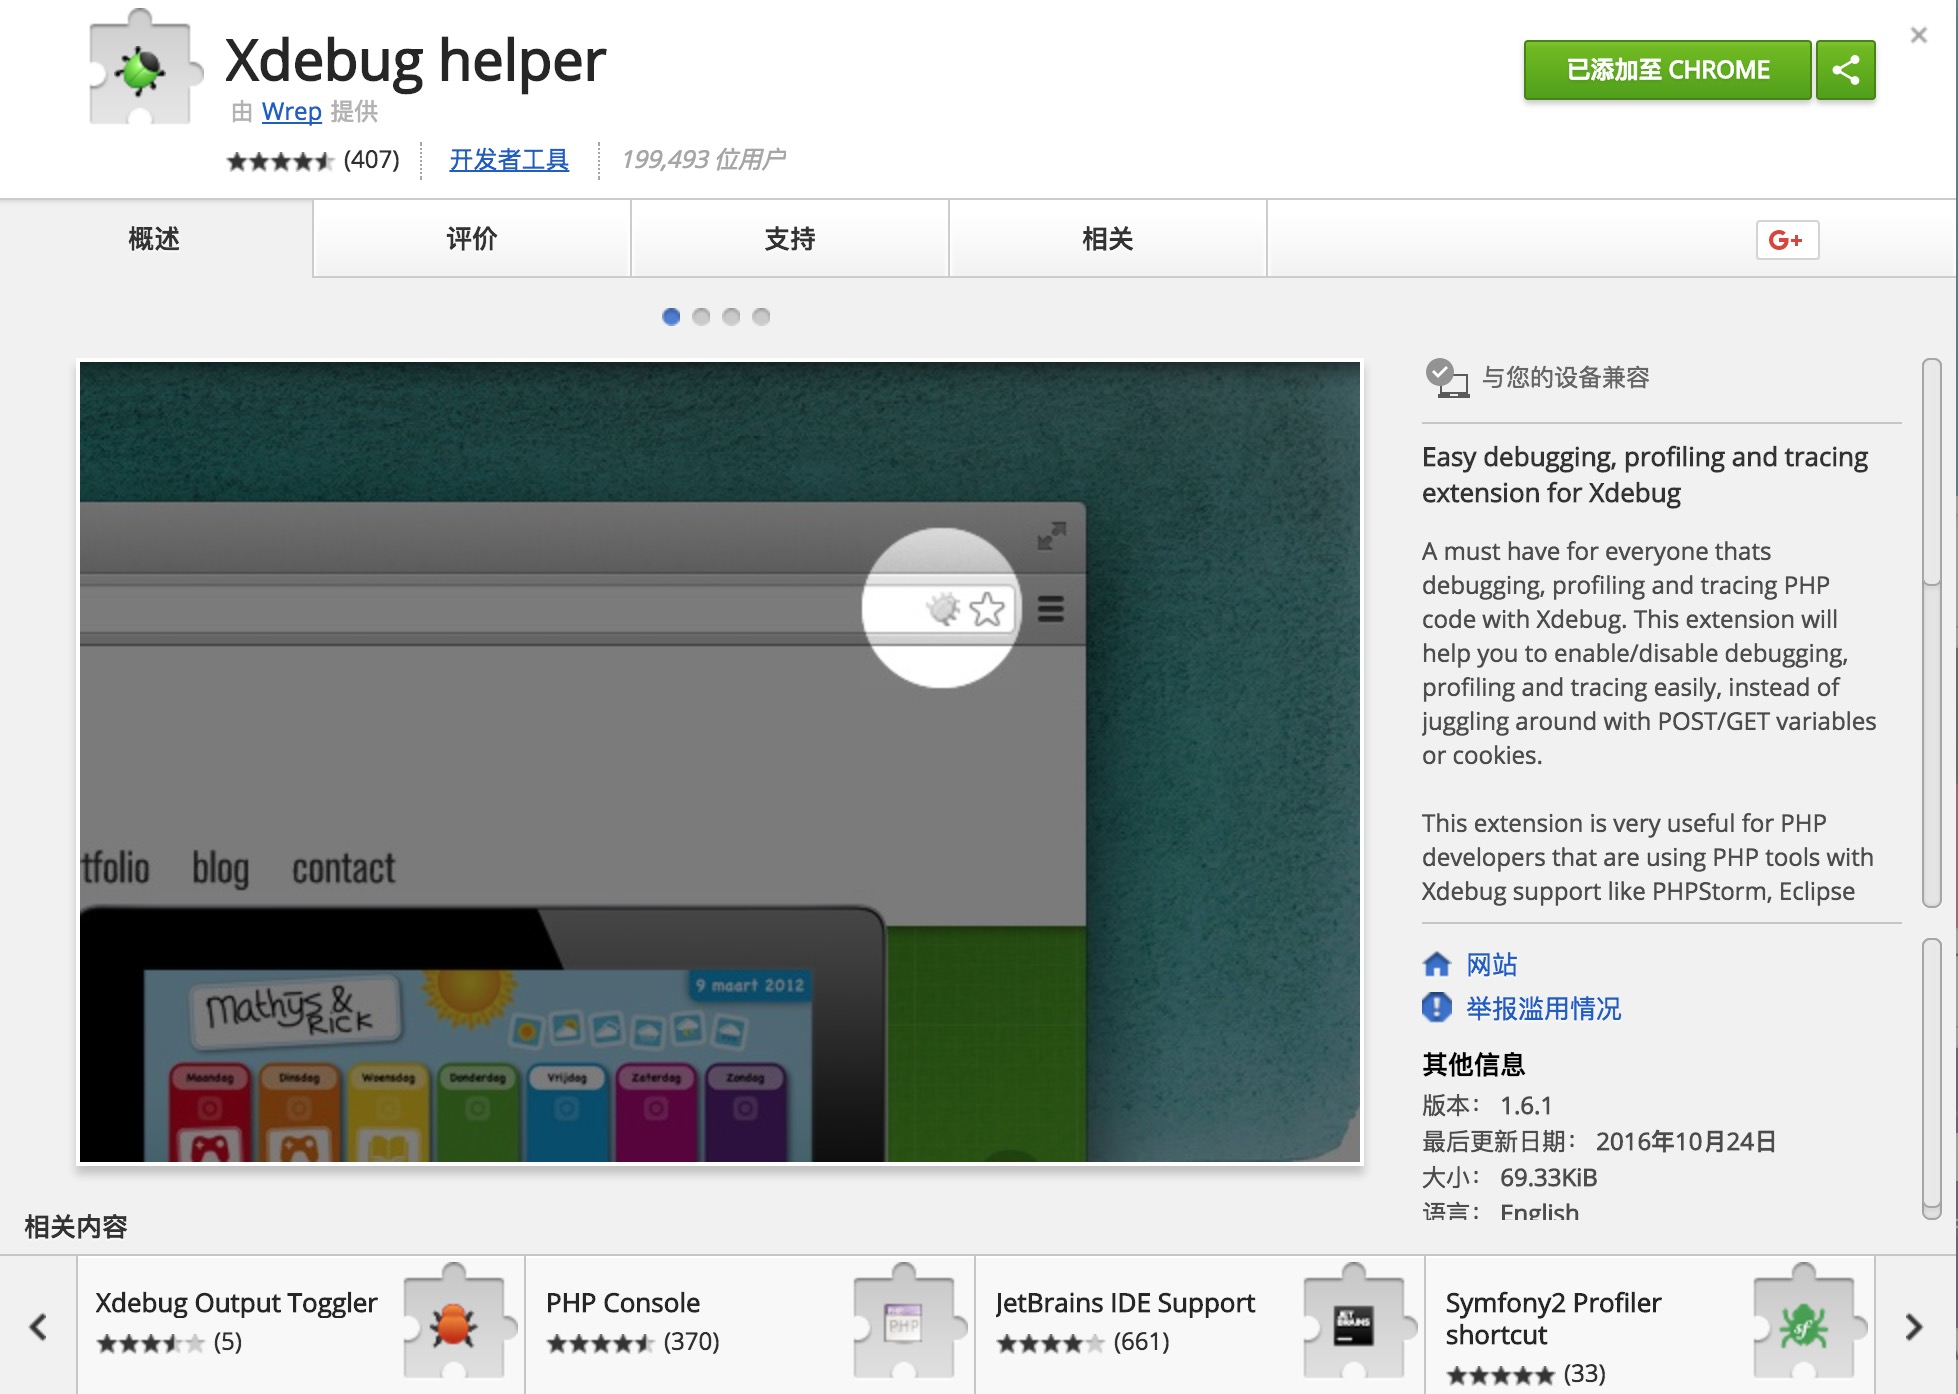 Xdebug helper
由 Wrep 提供
(407)
开发者工具
199,493 位用户
已添加至 CHROME
概述
评价
支持
相关
G+
tfolio blog contact
Mathijs & RICK
9 maart 2012
Maandag Dinsdag Woensdag Donderdag Vrijdag Zaterdag Zondag
与您的设备兼容
Easy debugging, profiling and tracing
extension for Xdebug
A must have for everyone thats
debugging, profiling and tracing PHP
code with Xdebug. This extension will
help you to enable/disable debugging,
profiling and tracing easily, instead of
juggling around with POST/GET variables
or cookies.
This extension is very useful for PHP
developers that are using PHP tools with
Xdebug support like PHPStorm, Eclipse
网站
举报滥用情况
其他信息
版本： 1.6.1
最后更新日期： 2016年10月24日
大小： 69.33KiB
语言： English
相关内容
Xdebug Output Toggler
(5)
PHP Console
(370)
PHP
JetBrains IDE Support
(661)
JET
BRAINS
Symfony2 Profiler
shortcut
(33)
sf